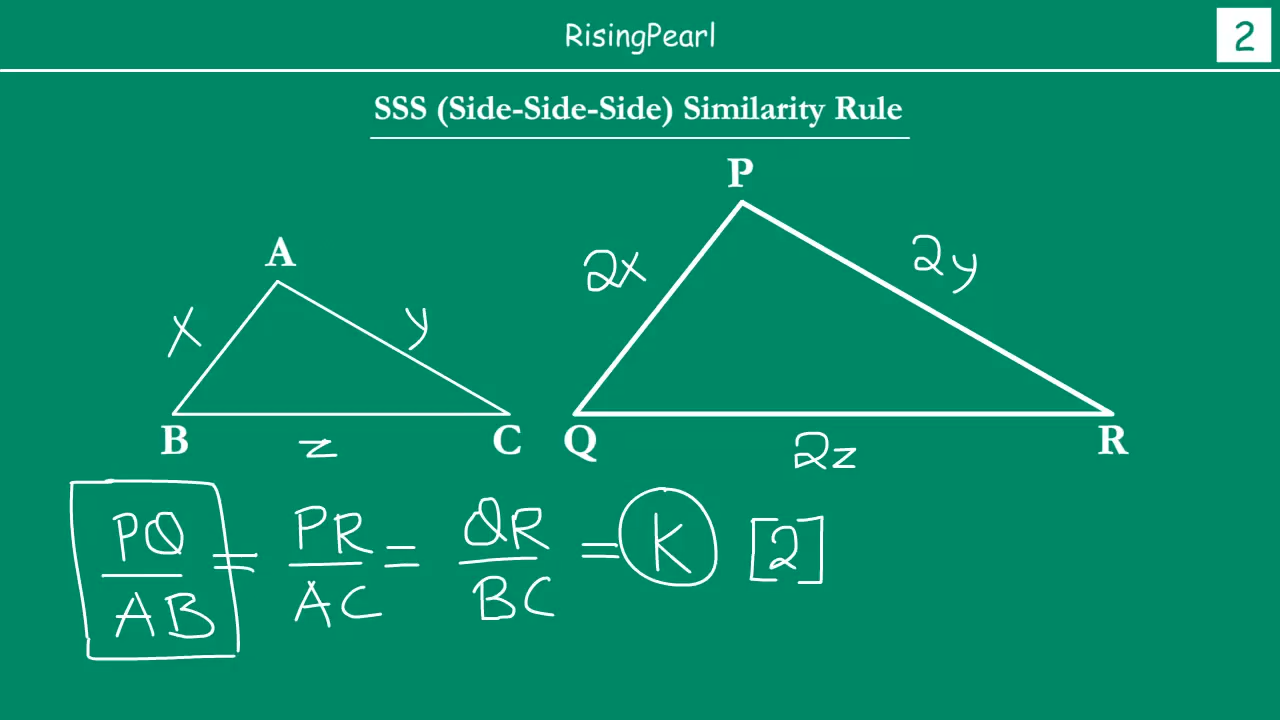 RisingPearl
2
SSS (Side-Side-Side) Similarity Rule
P
A
2x
2y
x
y
B
z
C
Q
2z
R
PQ/AB = PR/AC = QR/BC = K [2]